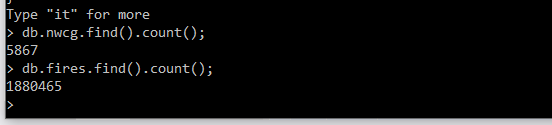 Type "it" for more
> db.nwcg.find().count();
5867
> db.fires.find().count();
1880465
>